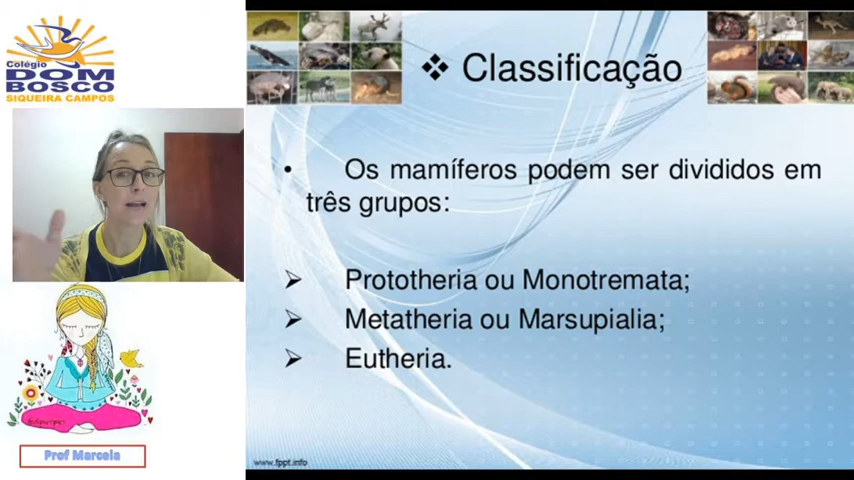 Colégio
DOM
BOSCO
SIQUEIRA CAMPOS
Prof Marcela
❖ Classificação
• Os mamíferos podem ser divididos em
três grupos:
➢ Prototheria ou Monotremata;
➢ Metatheria ou Marsupialia;
➢ Eutheria.
www.fppt.info